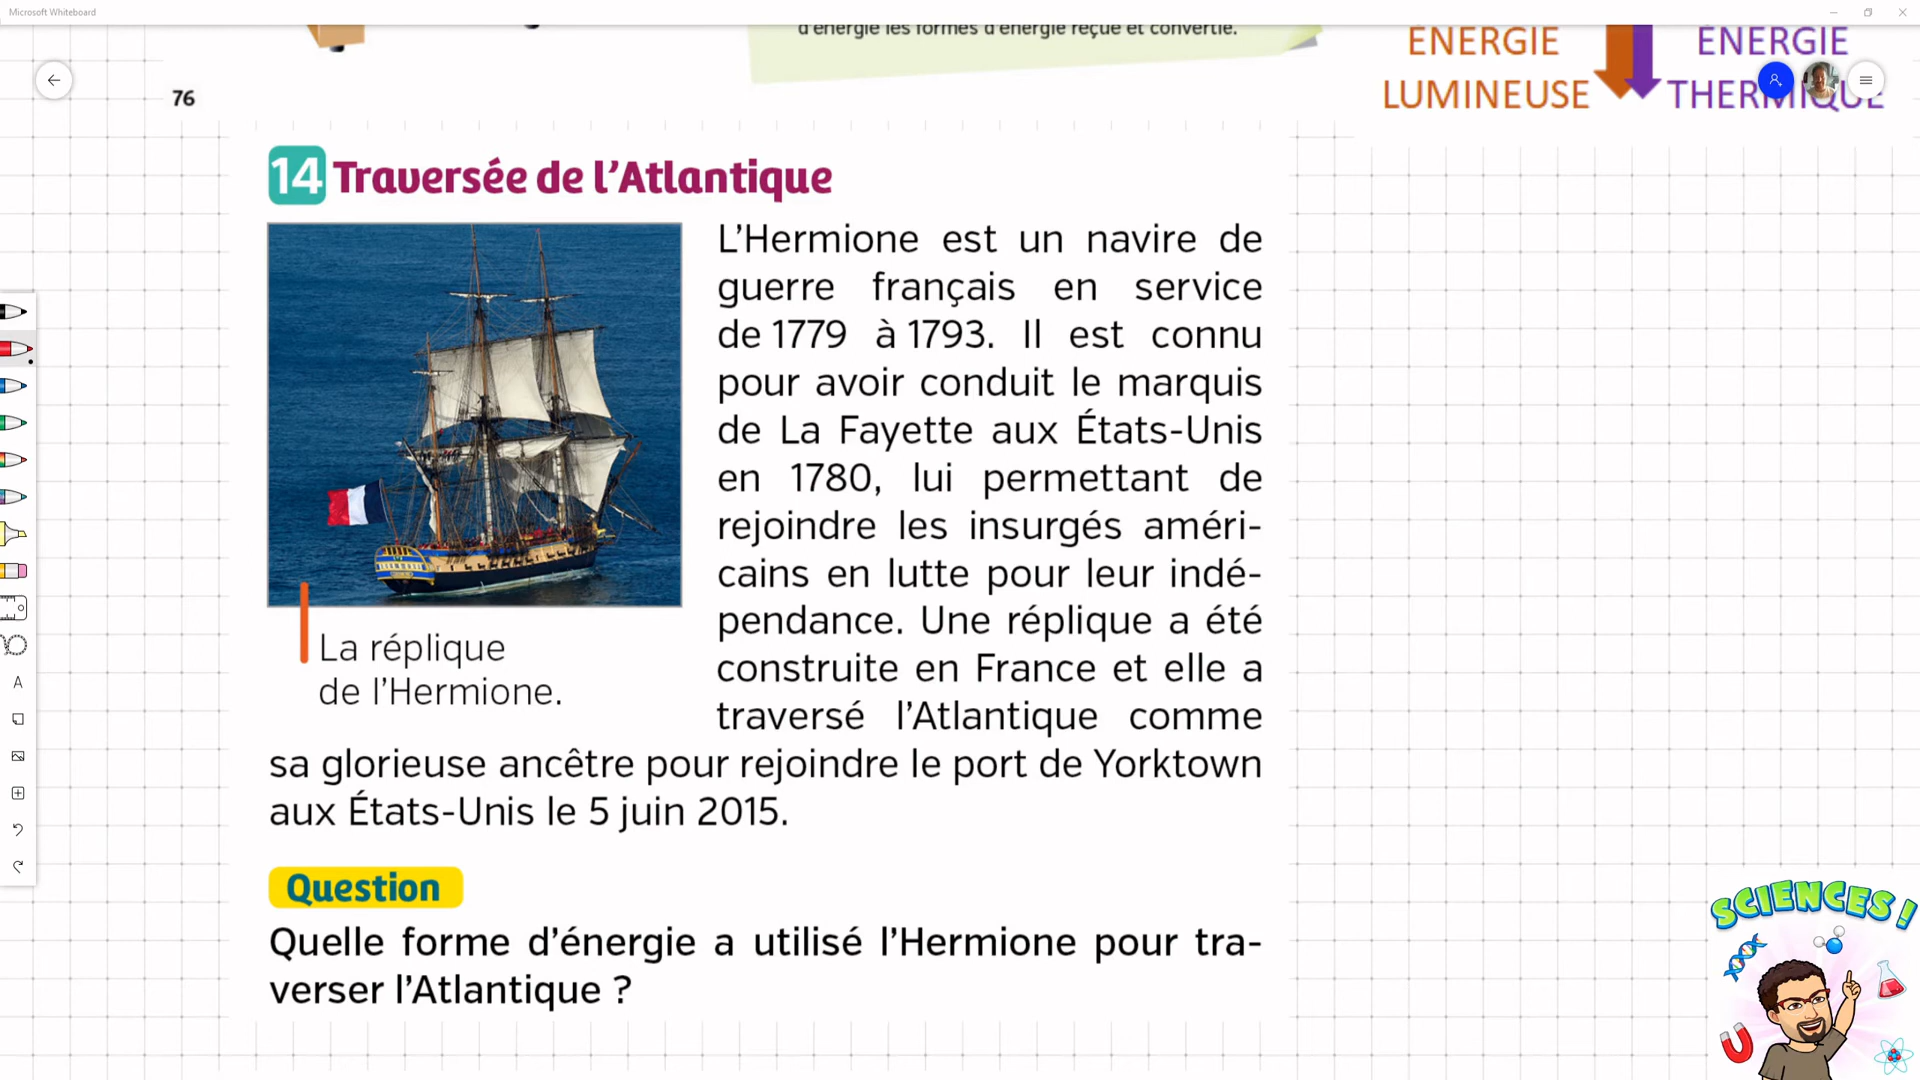 Microsoft Whiteboard
d'énergie les formes d'énergie reçue et convertie.
ÉNERGIE
LUMINEUSE
ÉNERGIE
THERMIQUE
76
14 Traversée de l'Atlantique
L'Hermione est un navire de
guerre français en service
de 1779 à 1793. Il est connu
pour avoir conduit le marquis
de La Fayette aux États-Unis
en 1780, lui permettant de
rejoindre les insurgés améri-
cains en lutte pour leur indé-
pendance. Une réplique a été
construite en France et elle a
traversé l'Atlantique comme
sa glorieuse ancêtre pour rejoindre le port de Yorktown
aux États-Unis le 5 juin 2015.
La réplique
de l'Hermione.
Question
Quelle forme d'énergie a utilisé l'Hermione pour tra-
verser l'Atlantique ?
SCIENCES !
A